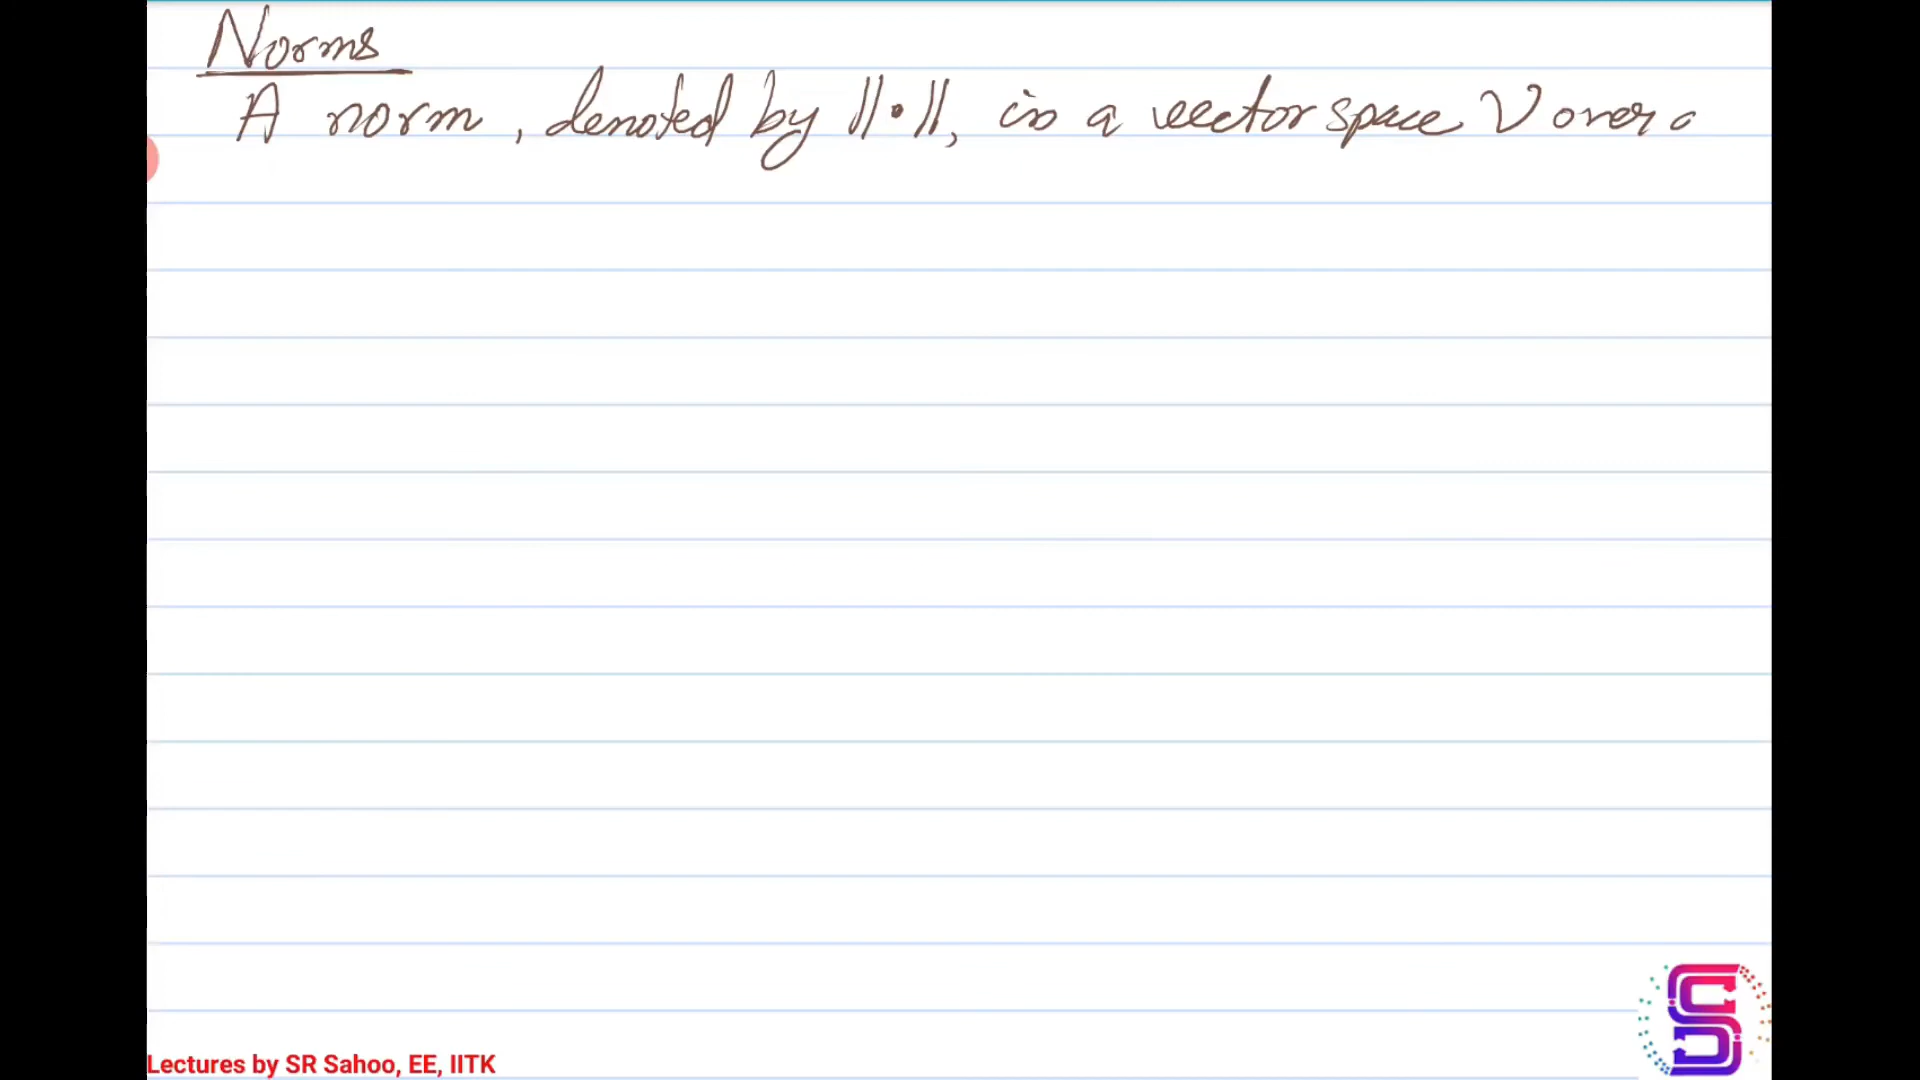 Norms
A norm, denoted by ||•||, is a vector space V over a
Lectures by SR Sahoo, EE, IITK